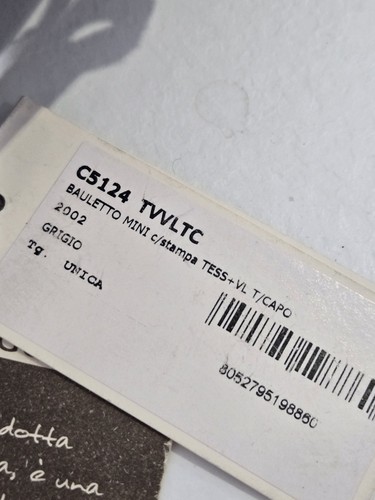 C5124 TVVLTC
BAULETTO MINI c/stampa TESS+VL T/CAPO
2002
GRIGIO
Tg. UNICA
8052795198860
dotta
a, è una